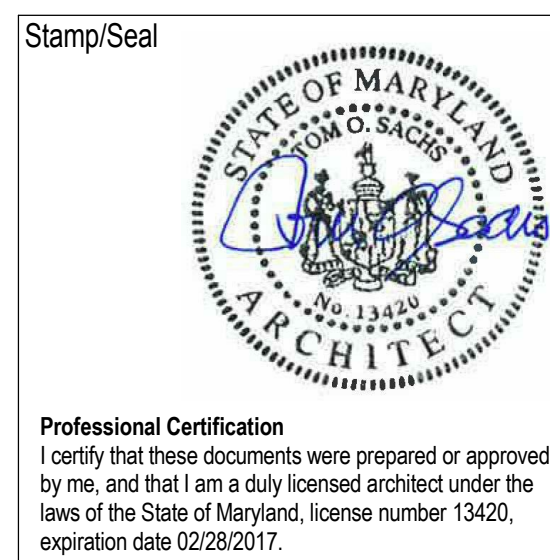 Stamp/Seal
STATE OF MARYLAND
TOM O. SACHS
No. 13420
ARCHITECT
Professional Certification
I certify that these documents were prepared or approved
by me, and that I am a duly licensed architect under the
laws of the State of Maryland, license number 13420,
expiration date 02/28/2017.